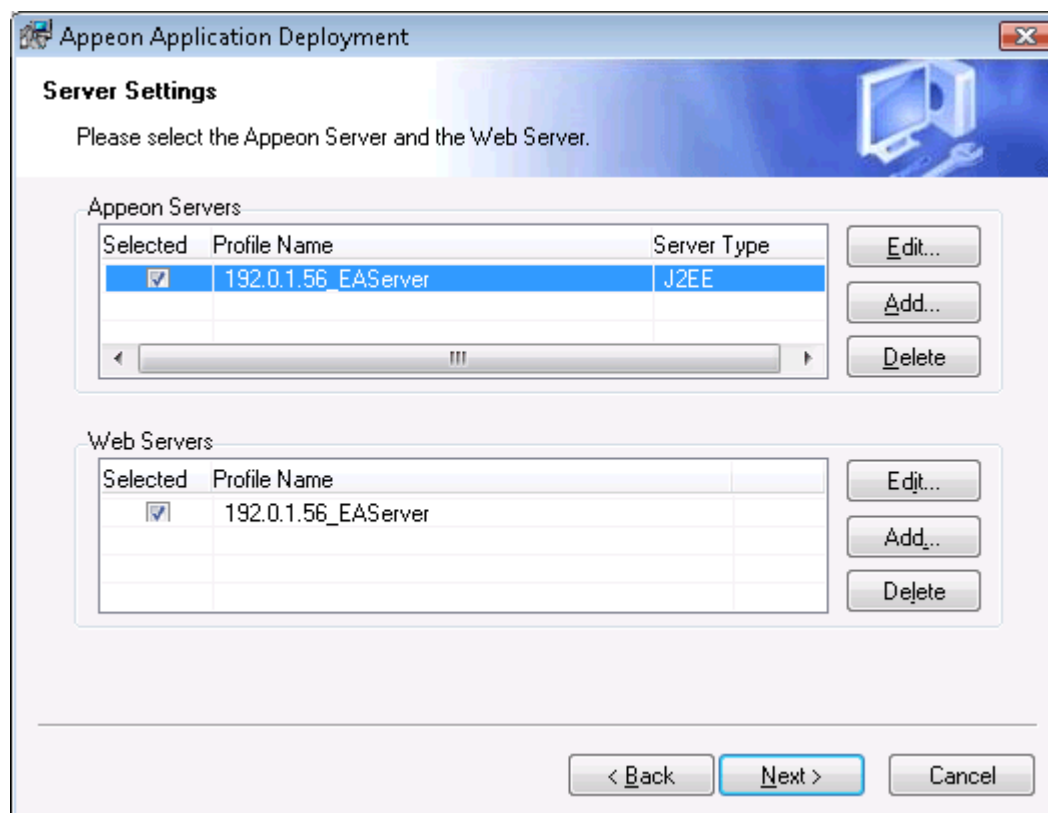 Appeon Application Deployment
Server Settings
Please select the Appeon Server and the Web Server.
Appeon Servers
Selected Profile Name Server Type
192.0.1.56_EAServer J2EE
Edit...
Add...
Delete
Web Servers
Selected Profile Name
192.0.1.56_EAServer
Edit...
Add...
Delete
< Back Next > Cancel